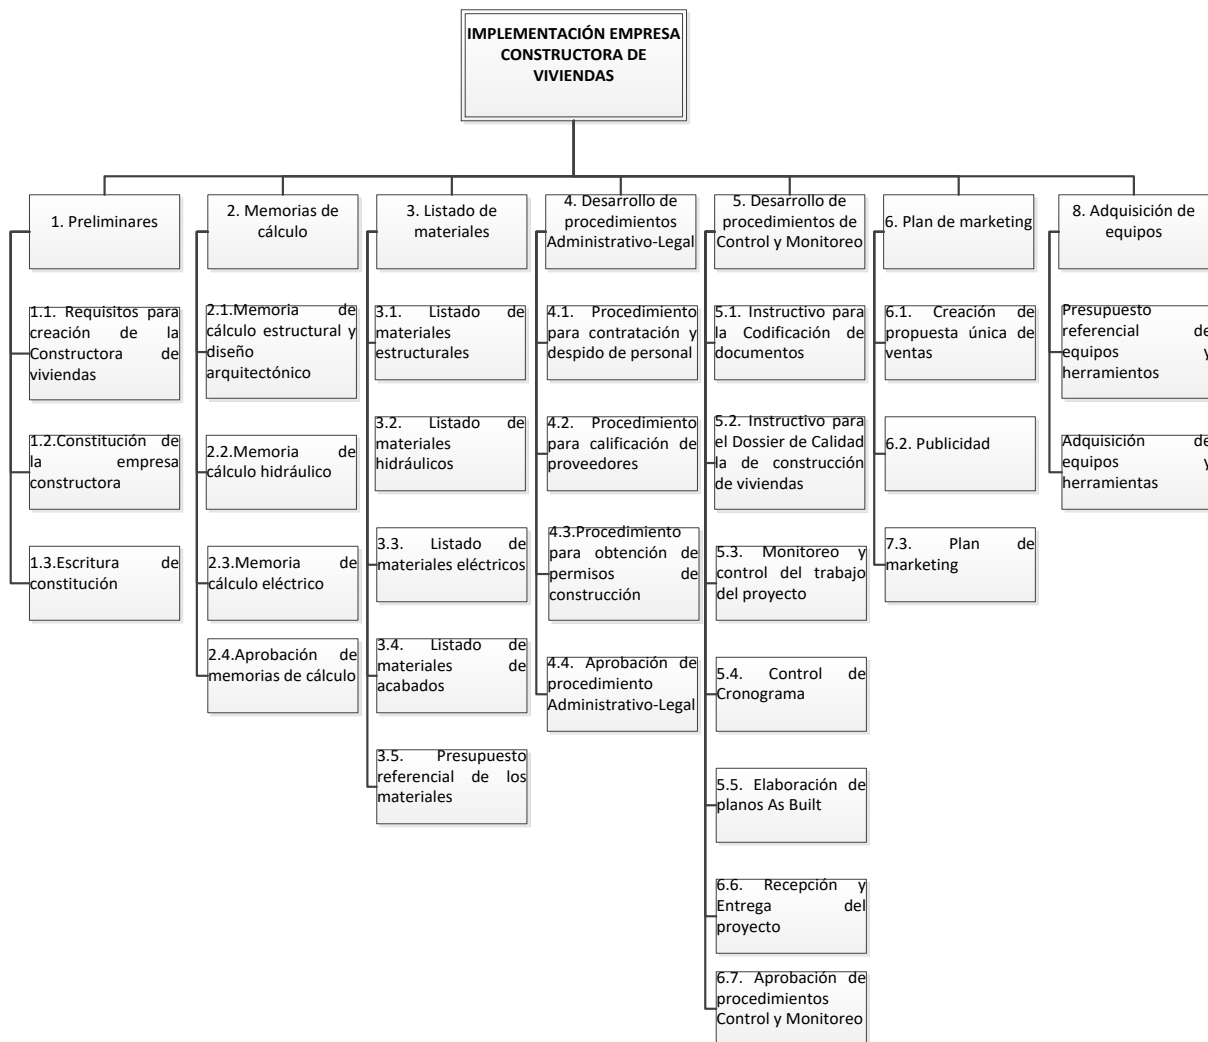 IMPLEMENTACIÓN EMPRESA
CONSTRUCTORA DE
VIVIENDAS
1. Preliminares
1.1. Requisitos para
creación de la
Constructora de
viviendas
1.2.Constitución de
la empresa
constructora
1.3.Escritura de
constitución
2. Memorias de
cálculo
2.1.Memoria de
cálculo estructural y
diseño
arquitectónico
2.2.Memoria de
cálculo hidráulico
2.3.Memoria de
cálculo eléctrico
2.4.Aprobación de
memorias de cálculo
3. Listado de
materiales
3.1. Listado de
materiales
estructurales
3.2. Listado de
materiales
hidráulicos
3.3. Listado de
materiales eléctricos
3.4. Listado de
materiales de
acabados
3.5. Presupuesto
referencial de los
materiales
4. Desarrollo de
procedimientos
Administrativo-Legal
4.1. Procedimiento
para contratación y
despido de personal
4.2. Procedimiento
para calificación de
proveedores
4.3.Procedimiento
para obtención de
permisos de
construcción
4.4. Aprobación de
procedimiento
Administrativo-Legal
5. Desarrollo de
procedimientos de
Control y Monitoreo
5.1. Instructivo para
la Codificación de
documentos
5.2. Instructivo para
el Dossier de Calidad
la de construcción
de viviendas
5.3. Monitoreo y
control del trabajo
del proyecto
5.4. Control de
Cronograma
5.5. Elaboración de
planos As Built
6.6. Recepción y
Entrega del
proyecto
6.7. Aprobación de
procedimientos
Control y Monitoreo
6. Plan de marketing
6.1. Creación de
propuesta única de
ventas
6.2. Publicidad
7.3. Plan de
marketing
8. Adquisición de
equipos
Presupuesto
referencial de
equipos y
herramientos
Adquisición de
equipos y
herramientas